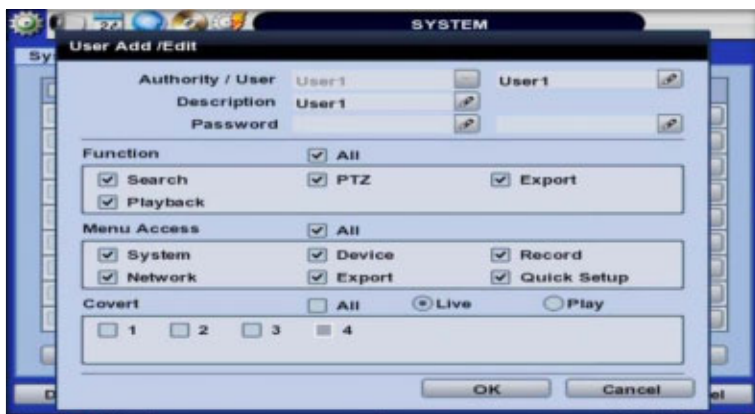 SYSTEM
User Add /Edit
Authority / User User1 User1
Description User1
Password
Function All
Search PTZ Export
Playback
Menu Access All
System Device Record
Network Export Quick Setup
Covert All Live Play
1 2 3 4
OK Cancel